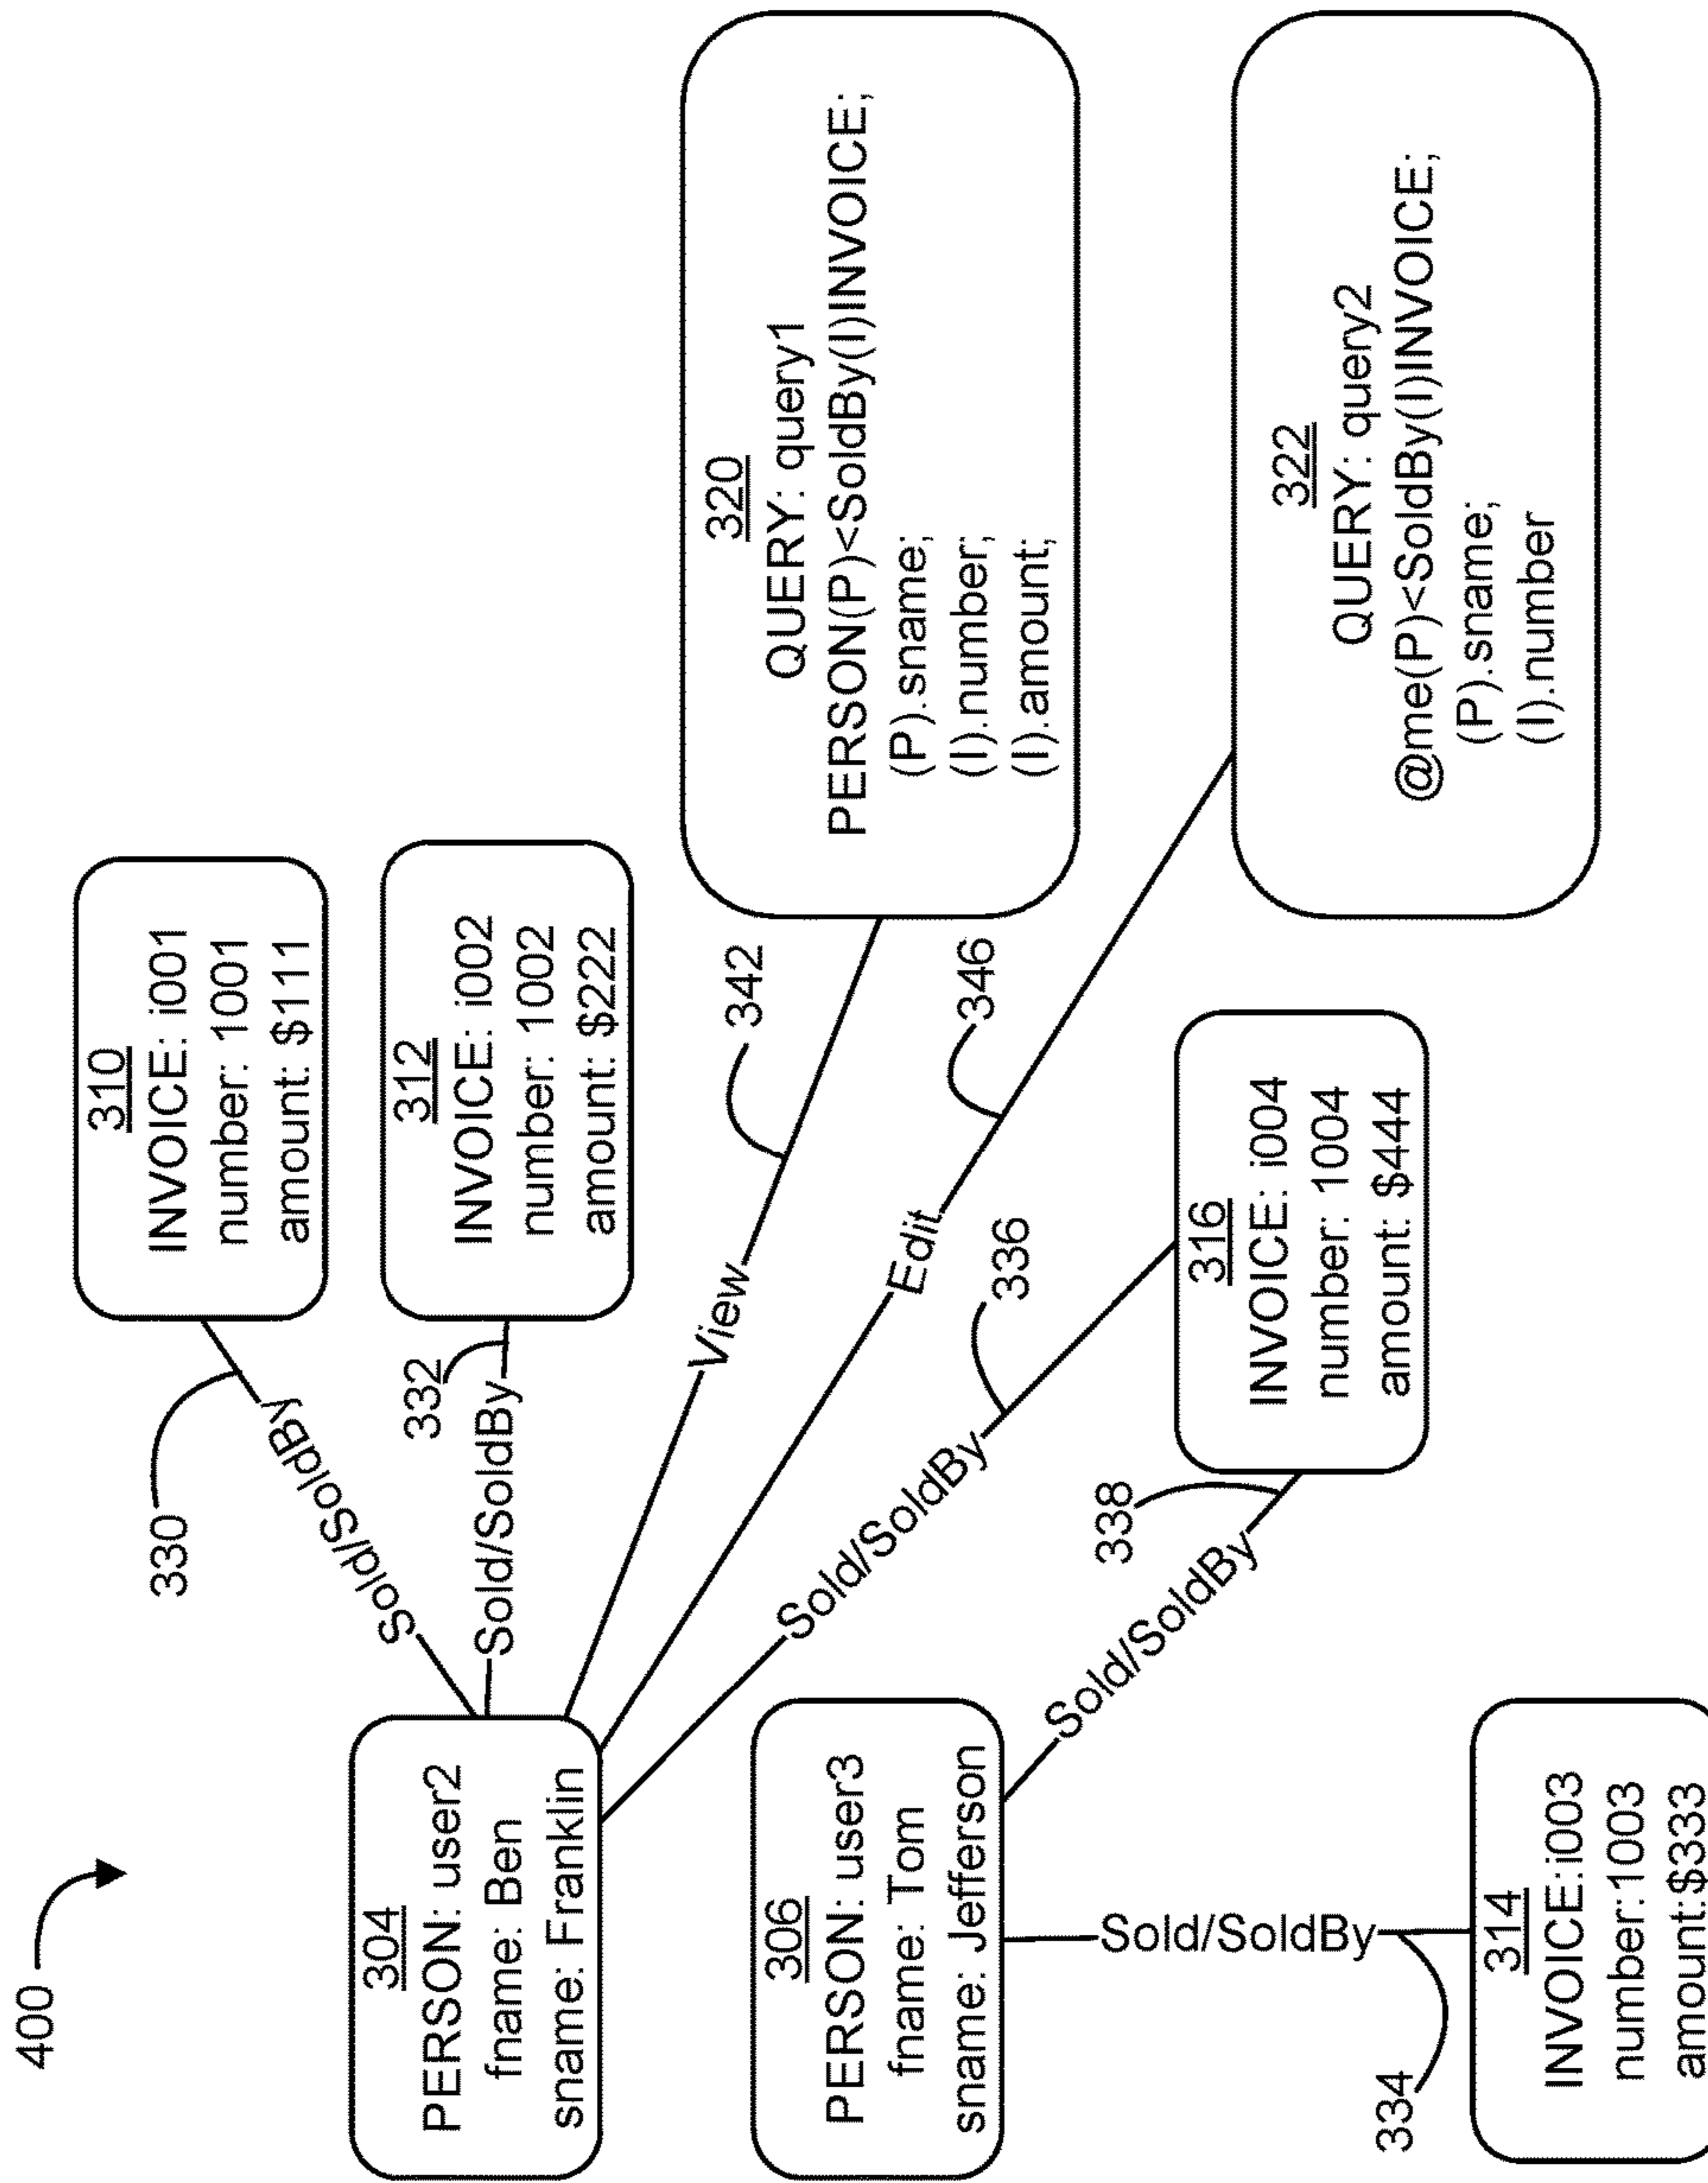 400
304
PERSON: user2
fname: Ben
sname: Franklin
306
PERSON: user3
fname: Tom
sname: Jefferson
Sold/SoldBy
334
314
INVOICE:i003
number:1003
amount:$333
330
Sold/SoldBy
310
INVOICE: i001
number: 1001
amount: $111
332
Sold/SoldBy
312
INVOICE: i002
number: 1002
amount: $222
View
342
Edit
346
Sold/SoldBy
336
Sold/SoldBy
338
316
INVOICE: i004
number: 1004
amount: $444
320
QUERY: query1
PERSON(P)<SoldBy(I)INVOICE;
(P).sname;
(I).number;
(I).amount;
322
QUERY: query2
@me(P)<SoldBy(I)INVOICE;
(P).sname;
(I).number